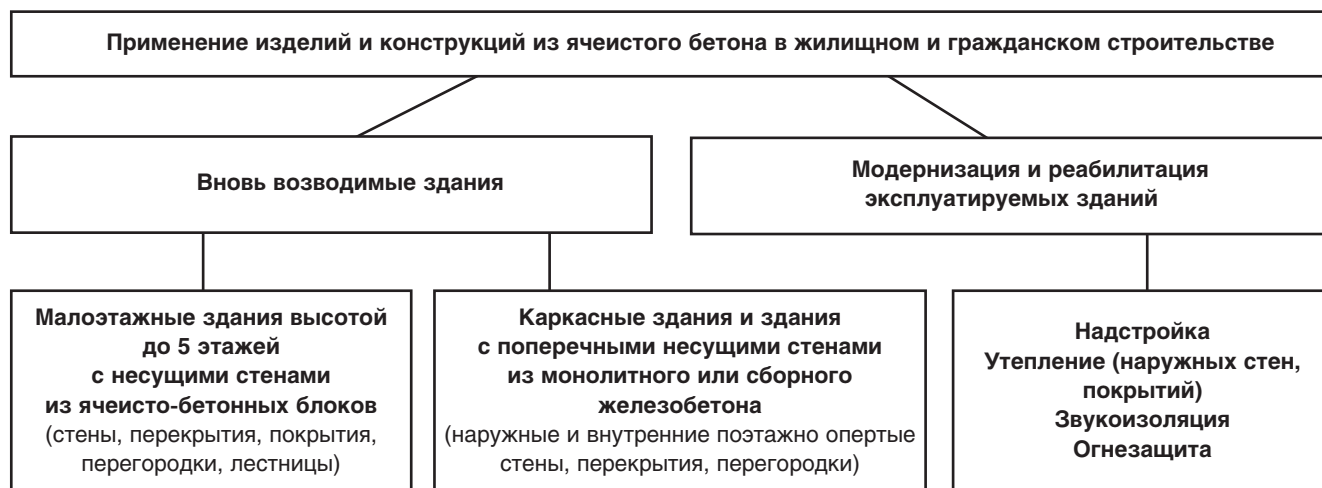 Применение изделий и конструкций из ячеистого бетона в жилищном и гражданском строительстве
Вновь возводимые здания
Модернизация и реабилитация
эксплуатируемых зданий
Малоэтажные здания высотой
до 5 этажей
с несущими стенами
из ячеисто-бетонных блоков
(стены, перекрытия, покрытия,
перегородки, лестницы)
Каркасные здания и здания
с поперечными несущими стенами
из монолитного или сборного
железобетона
(наружные и внутренние поэтажно опертые
стены, перекрытия, перегородки)
Надстройка
Утепление (наружных стен,
покрытий)
Звукоизоляция
Огнезащита